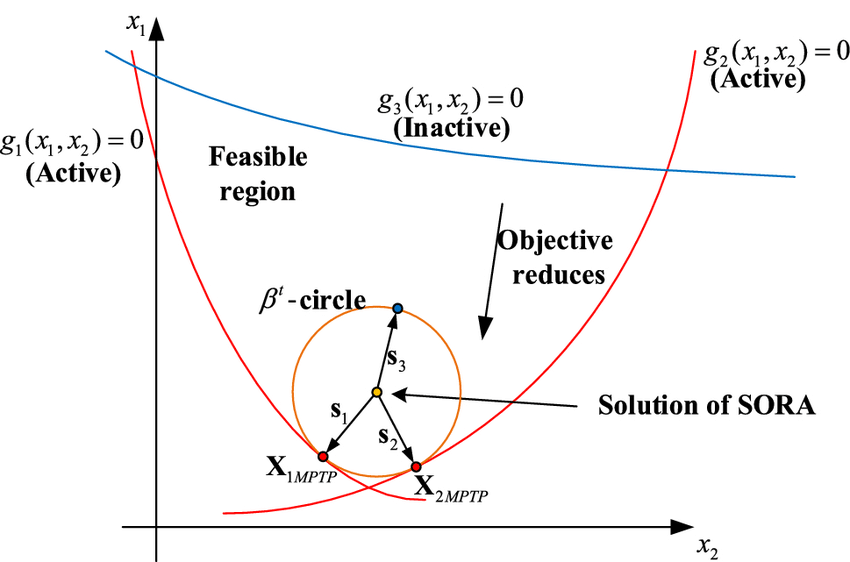 x₁
g₂(x₁,x₂)=0
(Active)
g₃(x₁,x₂)=0
(Inactive)
g₁(x₁,x₂)=0
(Active)
Feasible
region
Objective
reduces
βᵗ-circle
s₃
s₁
s₂
Solution of SORA
X₁MPTP
X₂MPTP
x₂